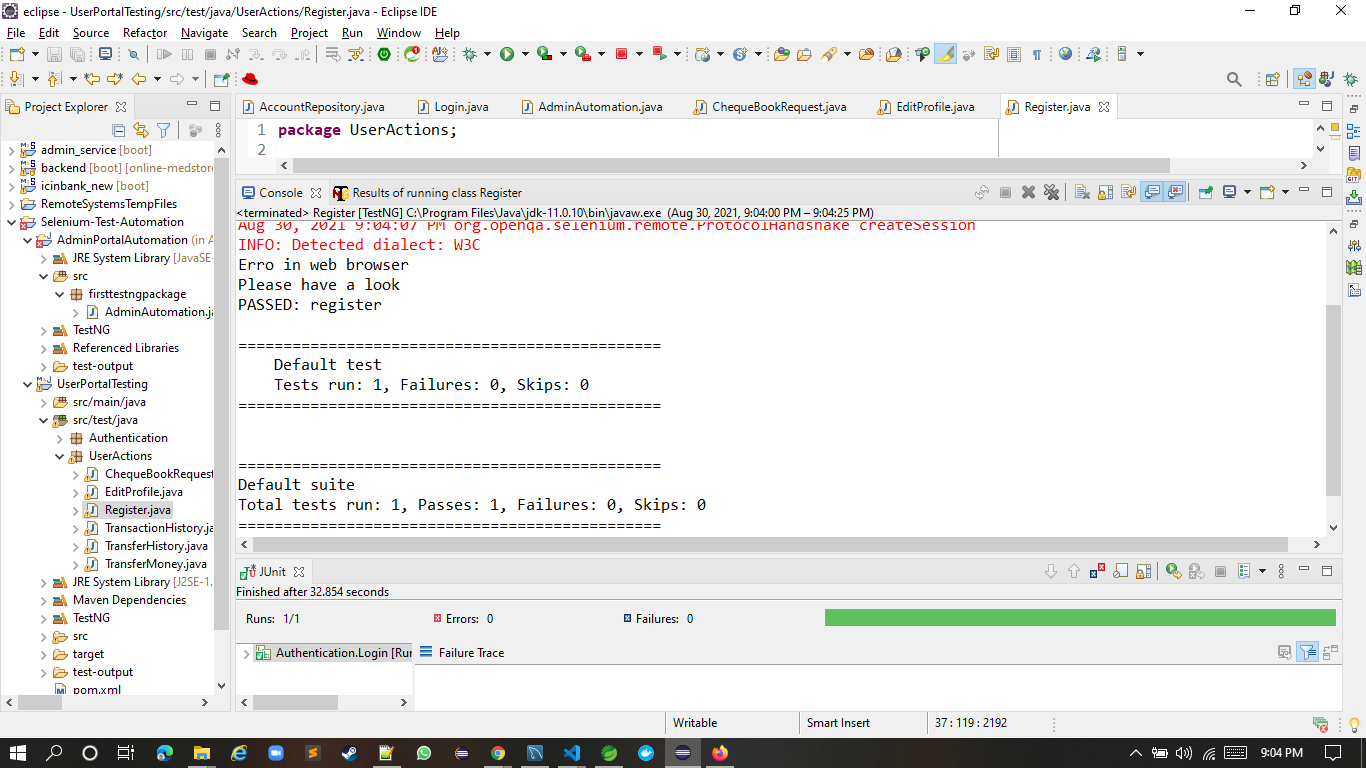 eclipse - UserPortalTesting/src/test/java/UserActions/Register.java - Eclipse IDE
File Edit Source Refactor Navigate Search Project Run Window Help
Project Explorer
admin_service [boot]
backend [boot] [online-medstor
icinbank_new [boot]
RemoteSystemsTempFiles
Selenium-Test-Automation
AdminPortalAutomation (in A
JRE System Library [JavaSE-
src
firsttestngpackage
AdminAutomation.ja
TestNG
Referenced Libraries
test-output
UserPortalTesting
src/main/java
src/test/java
Authentication
UserActions
ChequeBookRequest
EditProfile.java
Register.java
TransactionHistory.ja
TransferHistory.java
TransferMoney.java
JRE System Library [J2SE-1.
Maven Dependencies
TestNG
src
target
test-output
pom.xml
AccountRepository.java Login.java AdminAutomation.java ChequeBookRequest.java EditProfile.java Register.java
1 package UserActions;
2
Console Results of running class Register
<terminated> Register [TestNG] C:\Program Files\Java\jdk-11.0.10\bin\javaw.exe (Aug 30, 2021, 9:04:00 PM – 9:04:25 PM)
Aug 30, 2021 9:04:07 PM org.openqa.selenium.remote.ProtocolHandshake createSession
INFO: Detected dialect: W3C
Erro in web browser
Please have a look
PASSED: register
===============================================
Default test
Tests run: 1, Failures: 0, Skips: 0
===============================================
===============================================
Default suite
Total tests run: 1, Passes: 1, Failures: 0, Skips: 0
===============================================
JUnit
Finished after 32.854 seconds
Runs: 1/1 Errors: 0 Failures: 0
Authentication.Login [Rur Failure Trace
Writable Smart Insert 37 : 119 : 2192
9:04 PM